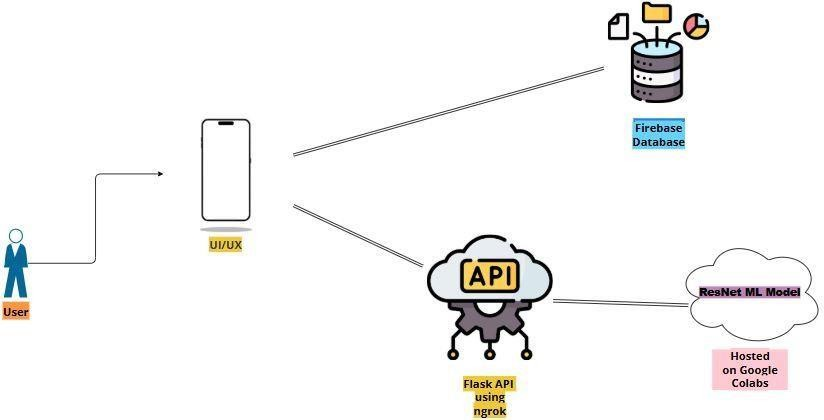 Firebase
Database
UI/UX
User
API
ResNet ML Model
Hosted
on Google
Colabs
Flask API
using
ngrok